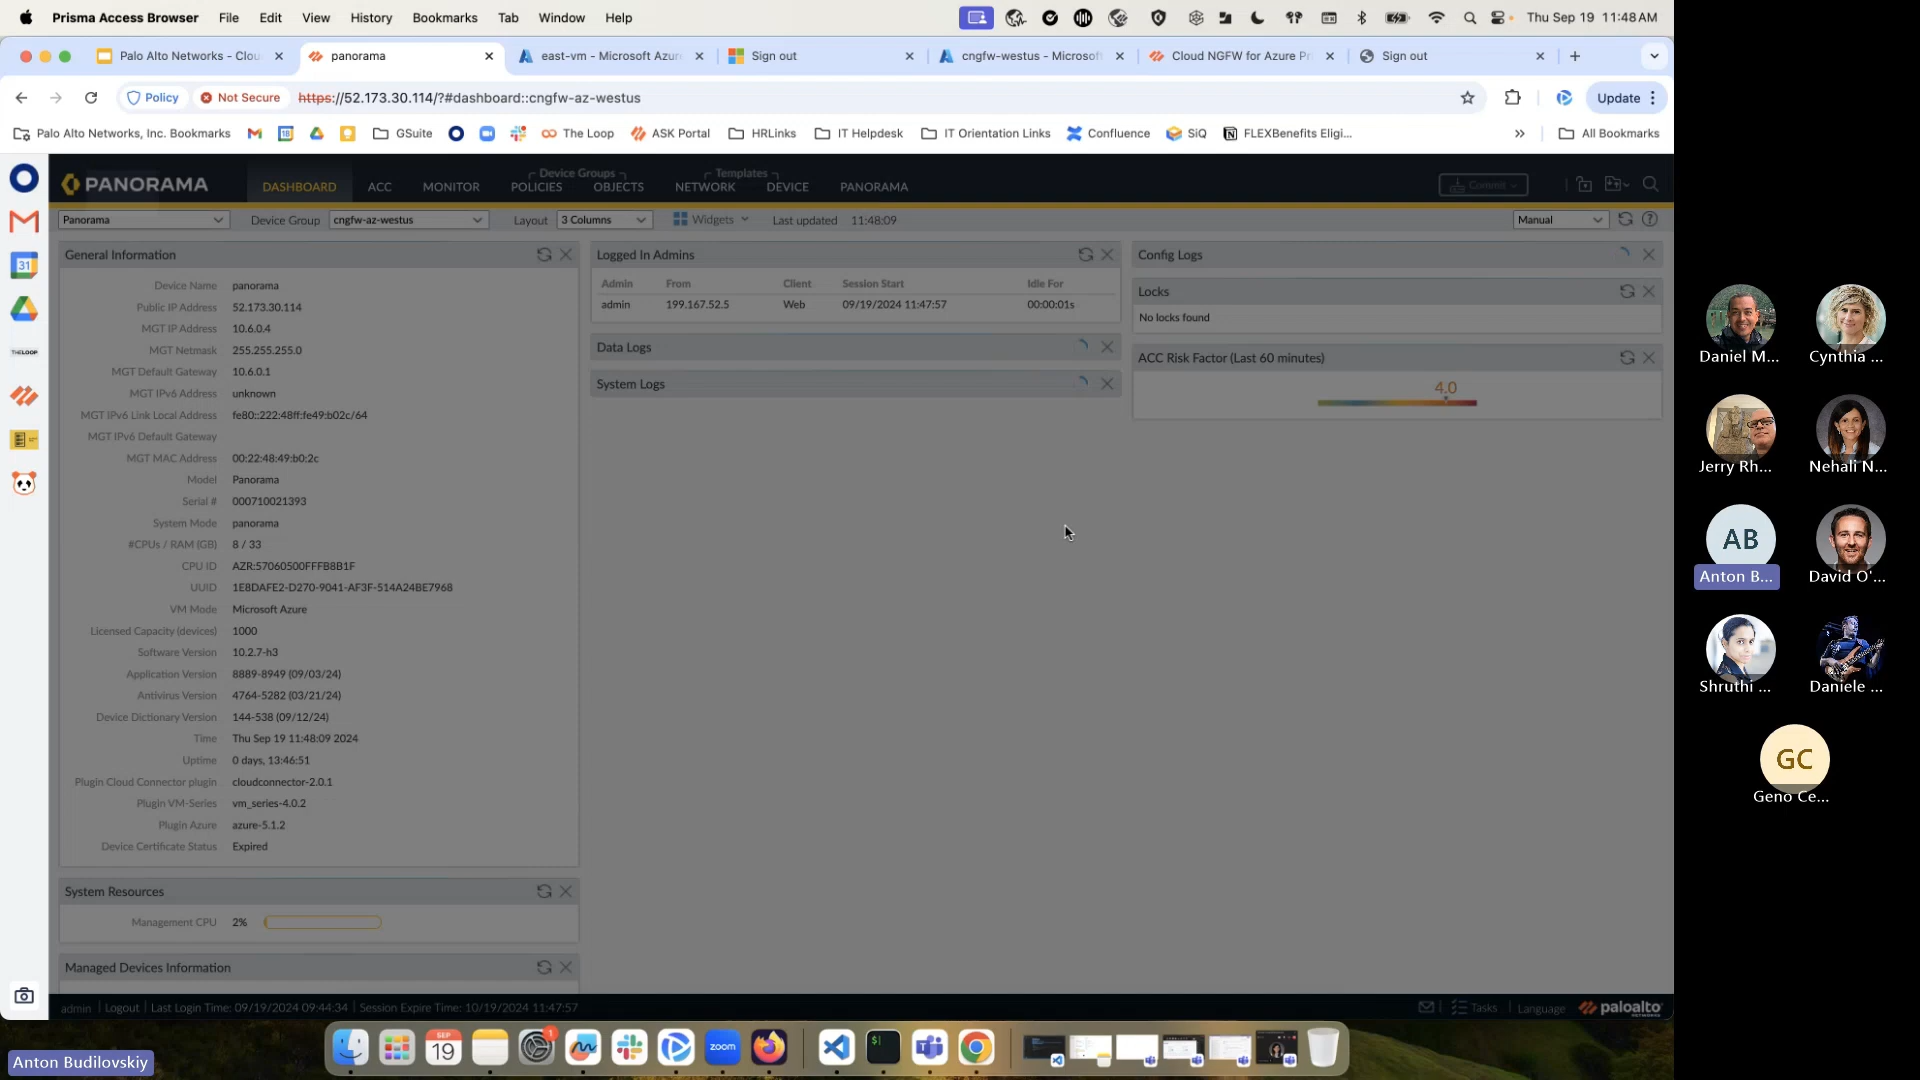 Prisma Access Browser File Edit View History Bookmarks Tab Window Help Thu Sep 19 11:48 AM
Palo Alto Networks - Clou panorama east-vm - Microsoft Azur Sign out cngfw-westus - Microsof Cloud NGFW for Azure Pr Sign out
Policy Not Secure https://52.173.30.114/?#dashboard::cngfw-az-westus Update
Palo Alto Networks, Inc. Bookmarks GSuite The Loop ASK Portal HRLinks IT Helpdesk IT Orientation Links Confluence SiQ FLEXBenefits Eligi... All Bookmarks
PANORAMA DASHBOARD ACC MONITOR Device Groups POLICIES OBJECTS Templates NETWORK DEVICE PANORAMA Commit
Panorama Device Group cngfw-az-westus Layout 3 Columns Widgets Last updated 11:48:09 Manual
General Information
Device Name panorama
Public IP Address 52.173.30.114
MGT IP Address 10.6.0.4
MGT Netmask 255.255.255.0
MGT Default Gateway 10.6.0.1
MGT IPv6 Address unknown
MGT IPv6 Link Local Address fe80::222:48ff:fe49:b02c/64
MGT IPv6 Default Gateway
MGT MAC Address 00:22:48:49:b0:2c
Model Panorama
Serial # 000710021393
System Mode panorama
#CPUs / RAM (GB) 8 / 33
CPU ID AZR:57060500FFFB8B1F
UUID 1E8DAFE2-D270-9041-AF3F-514A24BE7968
VM Mode Microsoft Azure
Licensed Capacity (devices) 1000
Software Version 10.2.7-h3
Application Version 8889-8949 (09/03/24)
Antivirus Version 4764-5282 (03/21/24)
Device Dictionary Version 144-538 (09/12/24)
Time Thu Sep 19 11:48:09 2024
Uptime 0 days, 13:46:51
Plugin Cloud Connector plugin cloudconnector-2.0.1
Plugin VM-Series vm_series-4.0.2
Plugin Azure azure-5.1.2
Device Certificate Status Expired
System Resources
Management CPU 2%
Managed Devices Information
Logged In Admins
Admin From Client Session Start Idle For
admin 199.167.52.5 Web 09/19/2024 11:47:57 00:00:01s
Data Logs
System Logs
Config Logs
Locks
No locks found
ACC Risk Factor (Last 60 minutes)
4.0
admin Logout Last Login Time: 09/19/2024 09:44:34 Session Expire Time: 10/19/2024 11:47:57 Tasks Language paloalto NETWORKS
31
THE LOOP
SEP 19 1 zoom
Anton Budilovskiy
Daniel M... Cynthia ...
Jerry Rh... Nehali N...
AB
Anton B... David O'...
Shruthi ... Daniele ...
GC
Geno Ce...